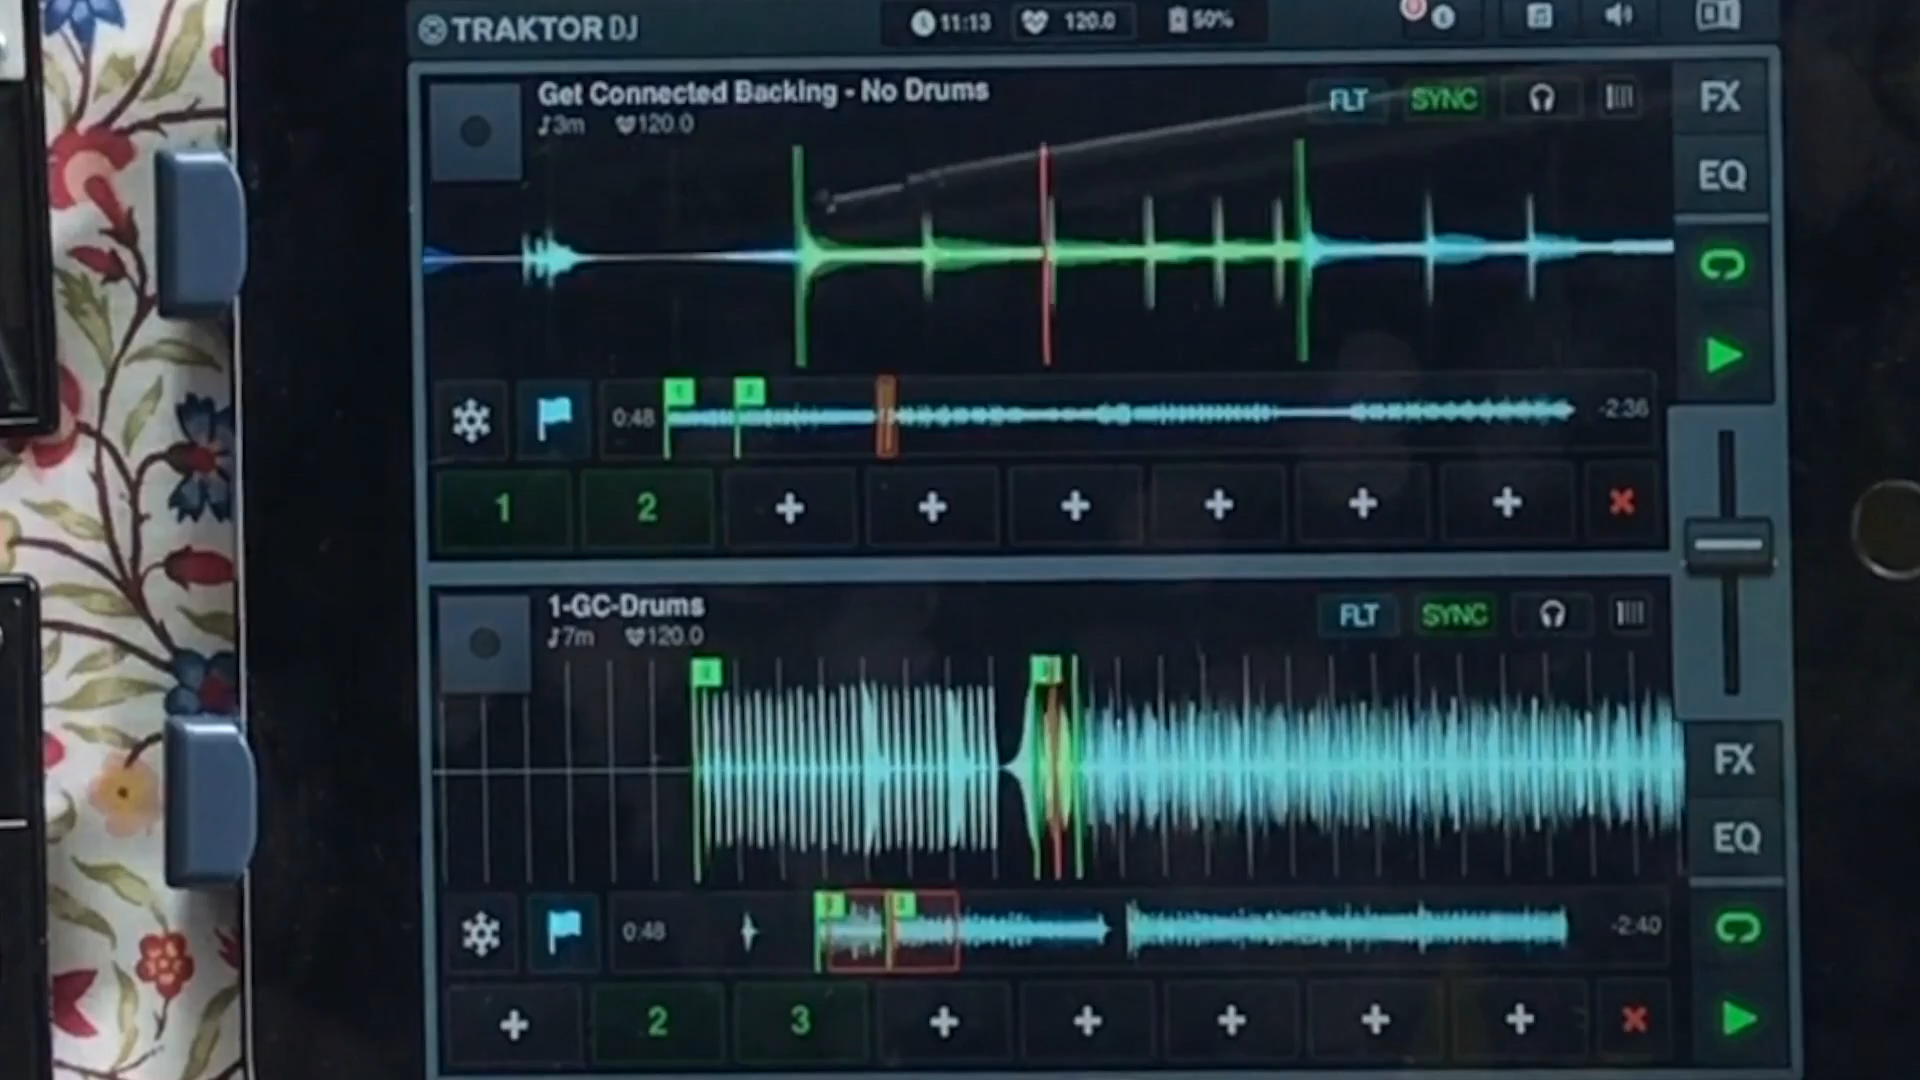 TRAKTOR DJ 11:13 120.0 50%
Get Connected Backing - No Drums FLT SYNC FX
3m 120.0
EQ
1 2
0:48 -2:36
1 2
1-GC-Drums FLT SYNC
7m 120.0
FX
EQ
0:48 -2:40
2 3